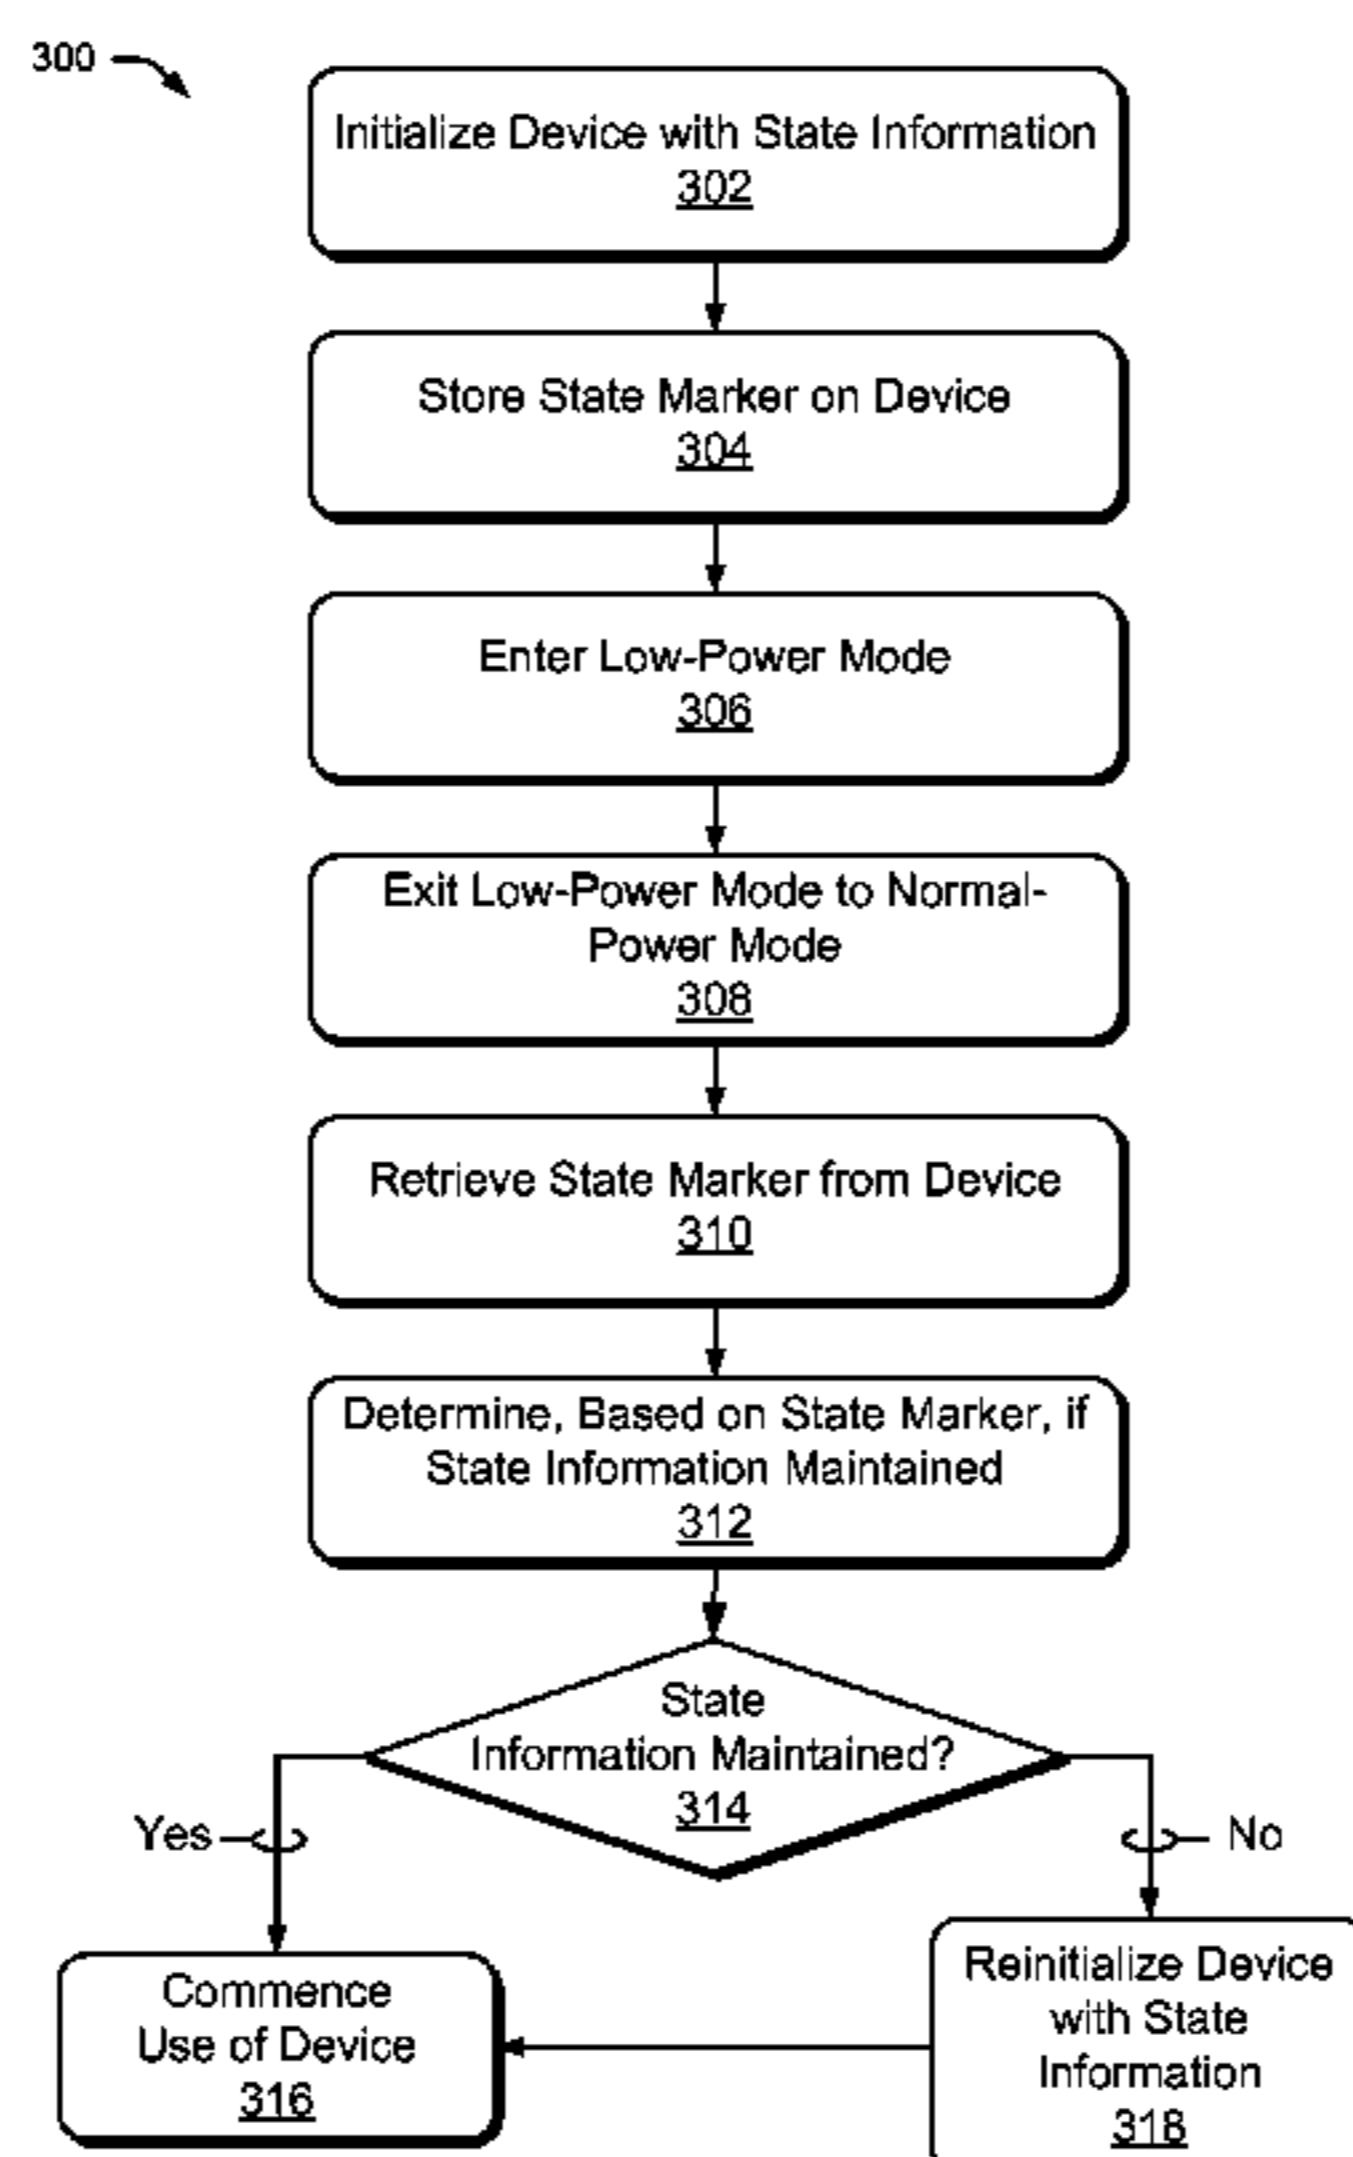 300
Initialize Device with State Information
302
Store State Marker on Device
304
Enter Low-Power Mode
306
Exit Low-Power Mode to Normal-
Power Mode
308
Retrieve State Marker from Device
310
Determine, Based on State Marker, if
State Information Maintained
312
State
Information Maintained?
314
Yes
No
Commence
Use of Device
316
Reinitialize Device
with State
Information
318